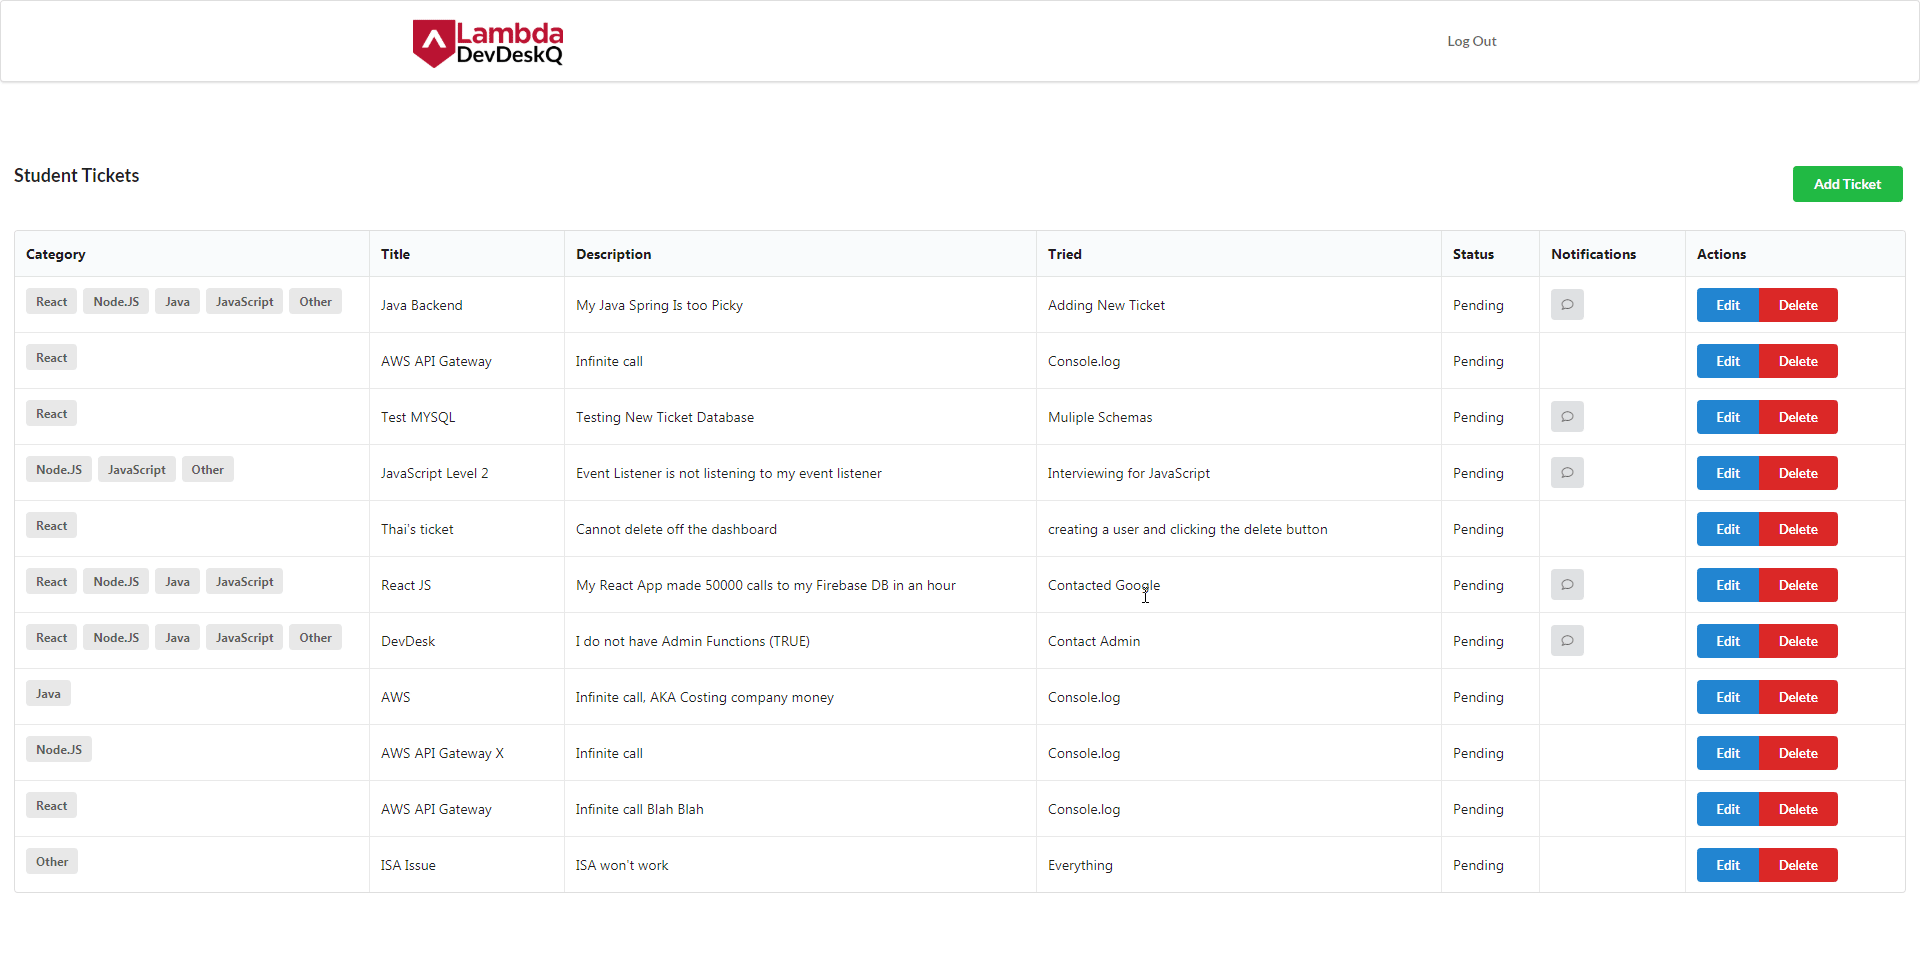 Lambda
DevDeskQ
Log Out
Student Tickets
Add Ticket
Category Title Description Tried Status Notifications Actions
React Node.JS Java JavaScript Other Java Backend My Java Spring Is too Picky Adding New Ticket Pending Edit Delete
React AWS API Gateway Infinite call Console.log Pending Edit Delete
React Test MYSQL Testing New Ticket Database Muliple Schemas Pending Edit Delete
Node.JS JavaScript Other JavaScript Level 2 Event Listener is not listening to my event listener Interviewing for JavaScript Pending Edit Delete
React Thai's ticket Cannot delete off the dashboard creating a user and clicking the delete button Pending Edit Delete
React Node.JS Java JavaScript React JS My React App made 50000 calls to my Firebase DB in an hour Contacted Google Pending Edit Delete
React Node.JS Java JavaScript Other DevDesk I do not have Admin Functions (TRUE) Contact Admin Pending Edit Delete
Java AWS Infinite call, AKA Costing company money Console.log Pending Edit Delete
Node.JS AWS API Gateway X Infinite call Console.log Pending Edit Delete
React AWS API Gateway Infinite call Blah Blah Console.log Pending Edit Delete
Other ISA Issue ISA won't work Everything Pending Edit Delete